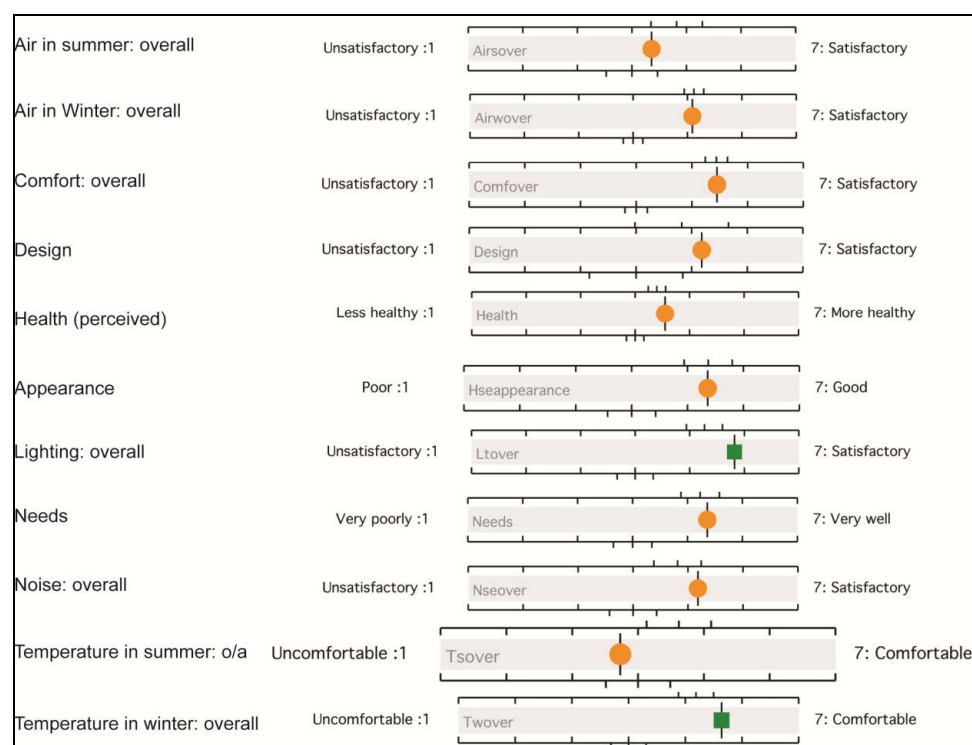 Air in summer: overall Unsatisfactory :1 Airsover 7: Satisfactory
Air in Winter: overall Unsatisfactory :1 Airwover 7: Satisfactory
Comfort: overall Unsatisfactory :1 Comfover 7: Satisfactory
Design Unsatisfactory :1 Design 7: Satisfactory
Health (perceived) Less healthy :1 Health 7: More healthy
Appearance Poor :1 Hseappearance 7: Good
Lighting: overall Unsatisfactory :1 Ltover 7: Satisfactory
Needs Very poorly :1 Needs 7: Very well
Noise: overall Unsatisfactory :1 Nseover 7: Satisfactory
Temperature in summer: o/a Uncomfortable :1 Tsover 7: Comfortable
Temperature in winter: overall Uncomfortable :1 Twover 7: Comfortable